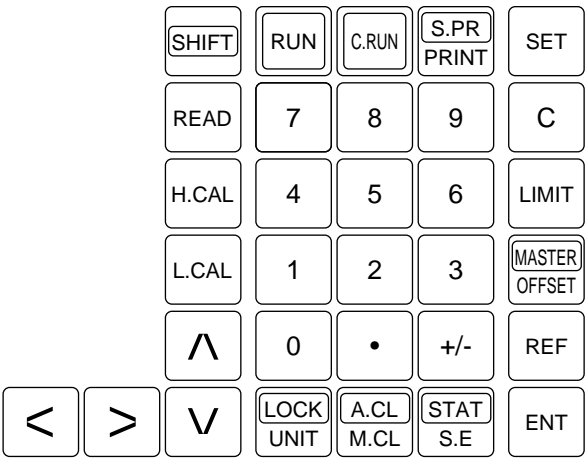 SHIFT RUN C.RUN S.PR SET
PRINT
READ 7 8 9 C
H.CAL 4 5 6 LIMIT
L.CAL 1 2 3 MASTER
OFFSET
∧ 0 • +/- REF
< > ∨ LOCK A.CL STAT ENT
UNIT M.CL S.E